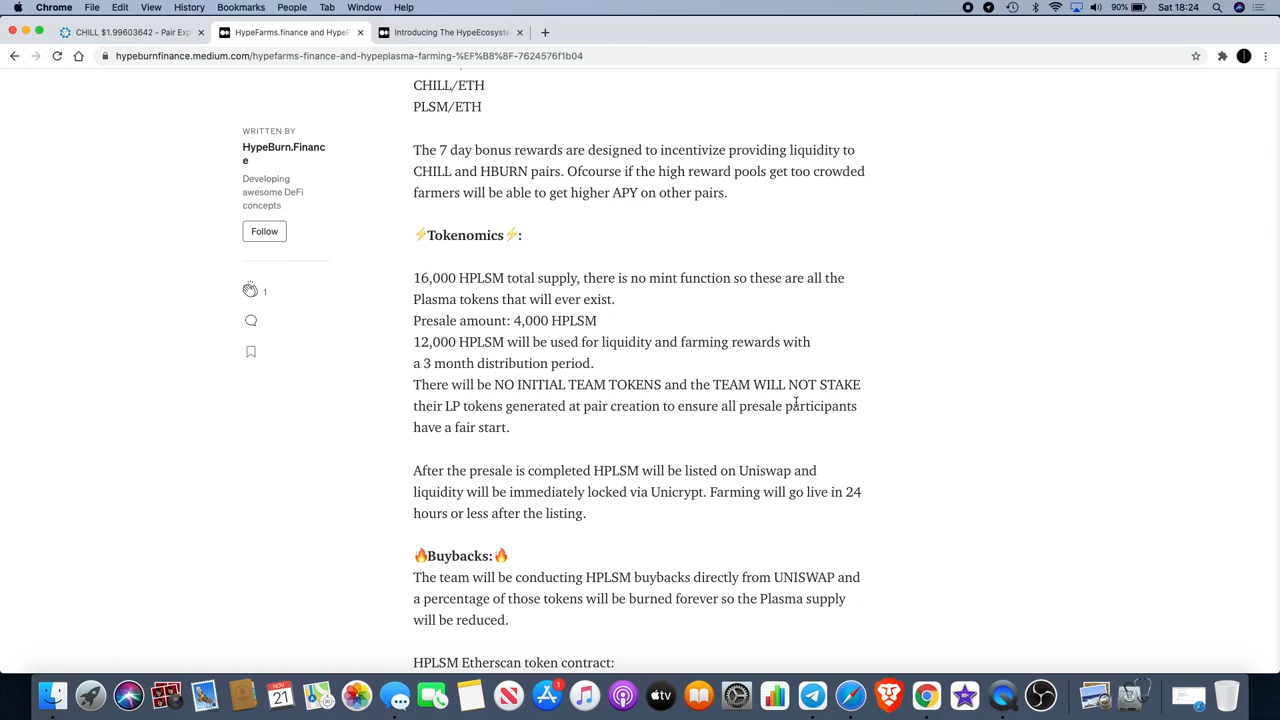 Chrome File Edit View History Bookmarks People Tab Window Help
90% Sat 18:24
CHILL $1.99603642 - Pair Exp
HypeFarms.finance and HypeP
Introducing The HypeEcosyste
hypeburnfinance.medium.com/hypefarms-finance-and-hypeplasma-farming-%EF%B8%8F-7624576f1b04
WRITTEN BY
HypeBurn.Financ
e
Developing
awesome DeFi
concepts
Follow
1
CHILL/ETH
PLSM/ETH
The 7 day bonus rewards are designed to incentivize providing liquidity to
CHILL and HBURN pairs. Ofcourse if the high reward pools get too crowded
farmers will be able to get higher APY on other pairs.
⚡Tokenomics⚡:
16,000 HPLSM total supply, there is no mint function so these are all the
Plasma tokens that will ever exist.
Presale amount: 4,000 HPLSM
12,000 HPLSM will be used for liquidity and farming rewards with
a 3 month distribution period.
There will be NO INITIAL TEAM TOKENS and the TEAM WILL NOT STAKE
their LP tokens generated at pair creation to ensure all presale participants
have a fair start.
After the presale is completed HPLSM will be listed on Uniswap and
liquidity will be immediately locked via Unicrypt. Farming will go live in 24
hours or less after the listing.
🔥Buybacks:🔥
The team will be conducting HPLSM buybacks directly from UNISWAP and
a percentage of those tokens will be burned forever so the Plasma supply
will be reduced.
HPLSM Etherscan token contract:
NOV
21
tv
1